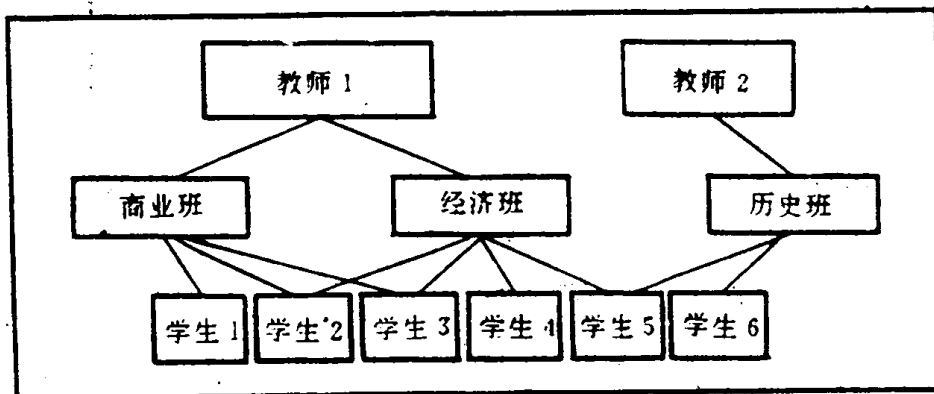 教师 1 教师 2
商业班 经济班 历史班
学生 1 学生 2 学生 3 学生 4 学生 5 学生 6